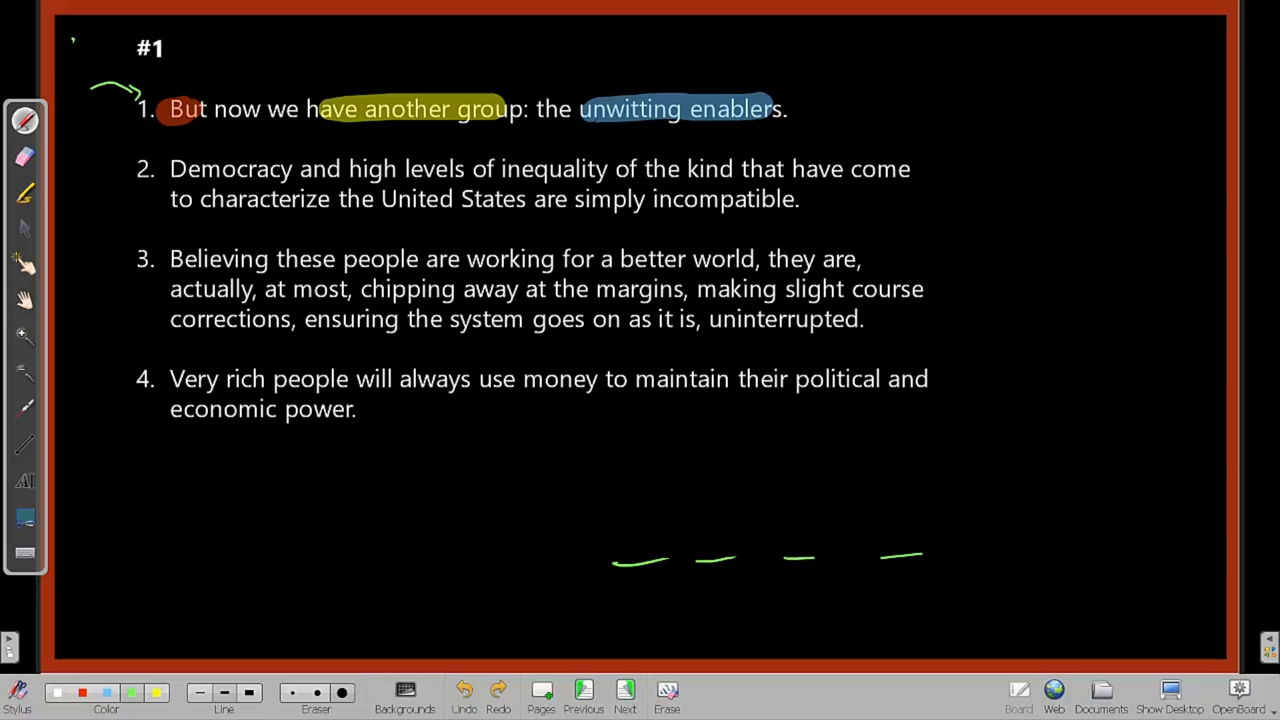 #1
1. But now we have another group: the unwitting enablers.
2. Democracy and high levels of inequality of the kind that have come
to characterize the United States are simply incompatible.
3. Believing these people are working for a better world, they are,
actually, at most, chipping away at the margins, making slight course
corrections, ensuring the system goes on as it is, uninterrupted.
4. Very rich people will always use money to maintain their political and
economic power.
AI
Stylus Color Line Eraser Backgrounds Undo Redo Pages Previous Next Erase Board Web Documents Show Desktop OpenBoard